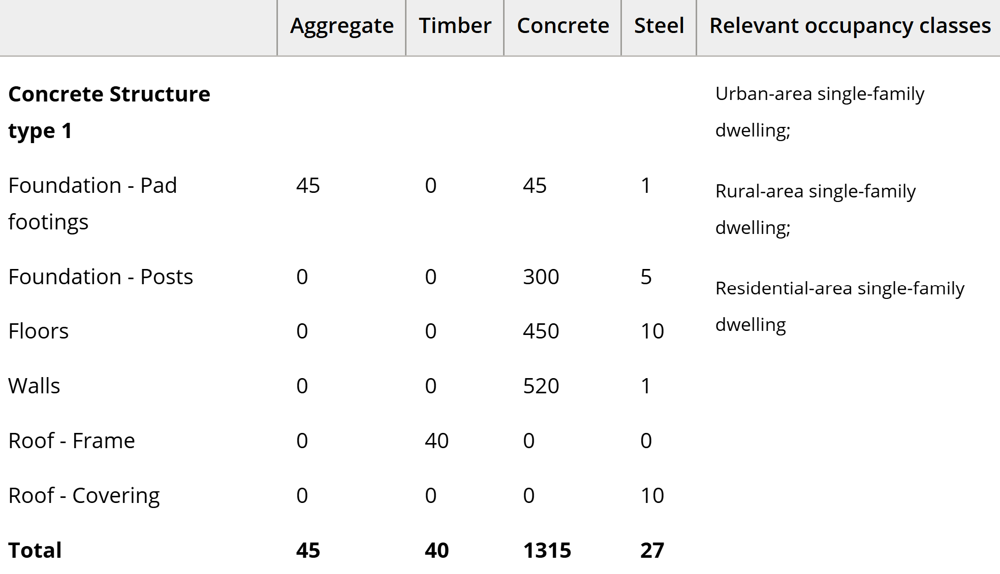 Aggregate Timber Concrete Steel Relevant occupancy classes
Concrete Structure
type 1
Urban-area single-family
dwelling;
Foundation - Pad
footings
45 0 45 1
Rural-area single-family
dwelling;
Foundation - Posts 0 0 300 5
Residential-area single-family
dwelling
Floors 0 0 450 10
Walls 0 0 520 1
Roof - Frame 0 40 0 0
Roof - Covering 0 0 0 10
Total 45 40 1315 27